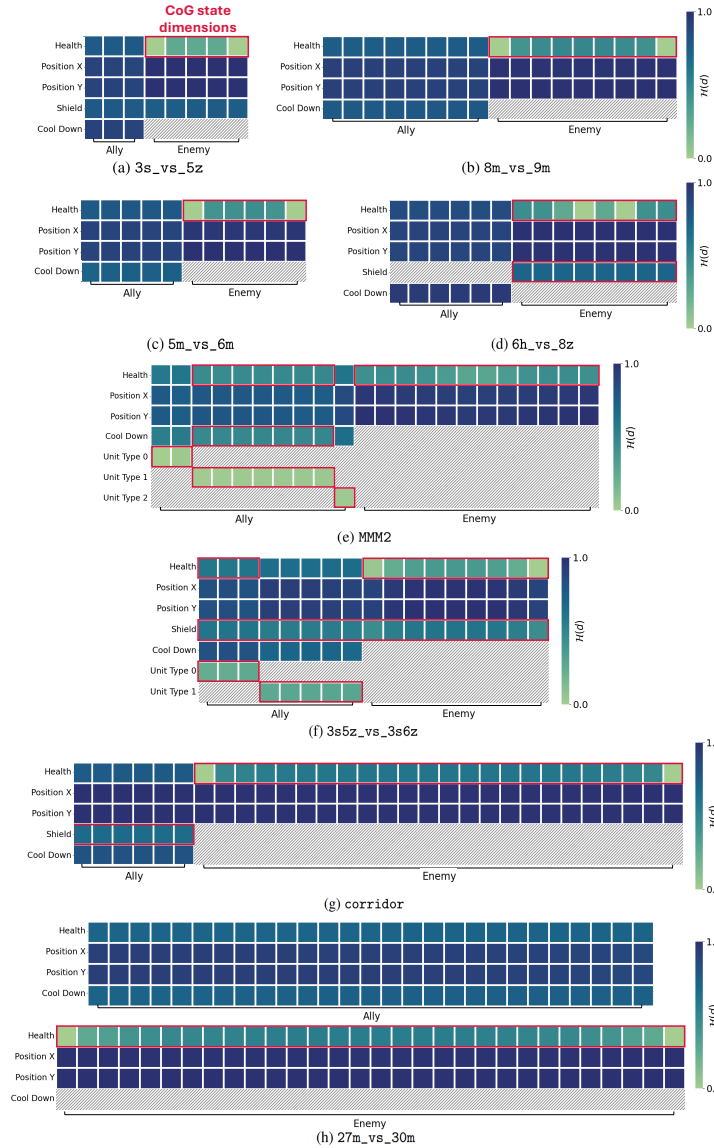 CoG state
dimensions
Health
Position X
Position Y
Shield
Cool Down
Ally
Enemy
1.0
0.0
ℋ(d)
(a) 3s_vs_5z
Health
Position X
Position Y
Cool Down
Ally
Enemy
(b) 8m_vs_9m
Health
Position X
Position Y
Cool Down
Ally
Enemy
(c) 5m_vs_6m
Health
Position X
Position Y
Shield
Cool Down
Ally
Enemy
1.0
0.0
ℋ(d)
(d) 6h_vs_8z
Health
Position X
Position Y
Cool Down
Unit Type 0
Unit Type 1
Unit Type 2
Ally
Enemy
1.0
0.0
ℋ(d)
(e) MMM2
Health
Position X
Position Y
Shield
Cool Down
Unit Type 0
Unit Type 1
Ally
Enemy
1.0
0.0
ℋ(d)
(f) 3s5z_vs_3s6z
Health
Position X
Position Y
Shield
Cool Down
Ally
Enemy
(g) corridor
Health
Position X
Position Y
Cool Down
Ally
Health
Position X
Position Y
Cool Down
Enemy
(h) 27m_vs_30m